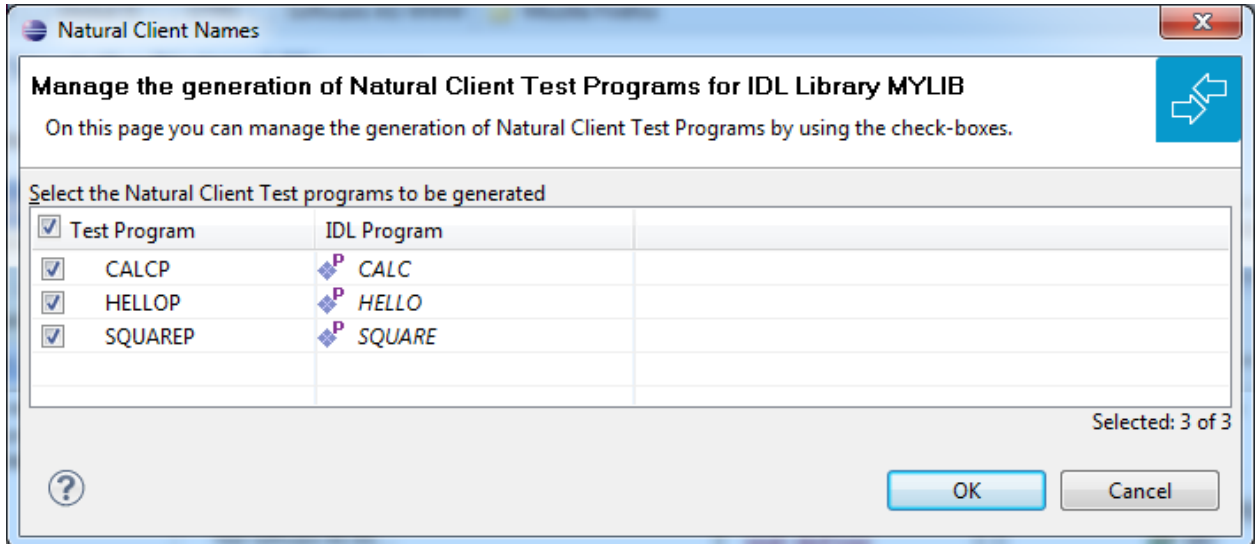 Natural Client Names
x
Manage the generation of Natural Client Test Programs for IDL Library MYLIB
On this page you can manage the generation of Natural Client Test Programs by using the check-boxes.
Select the Natural Client Test programs to be generated
Test Program IDL Program
CALCP P CALC
HELLOP P HELLO
SQUAREP P SQUARE
Selected: 3 of 3
? OK Cancel